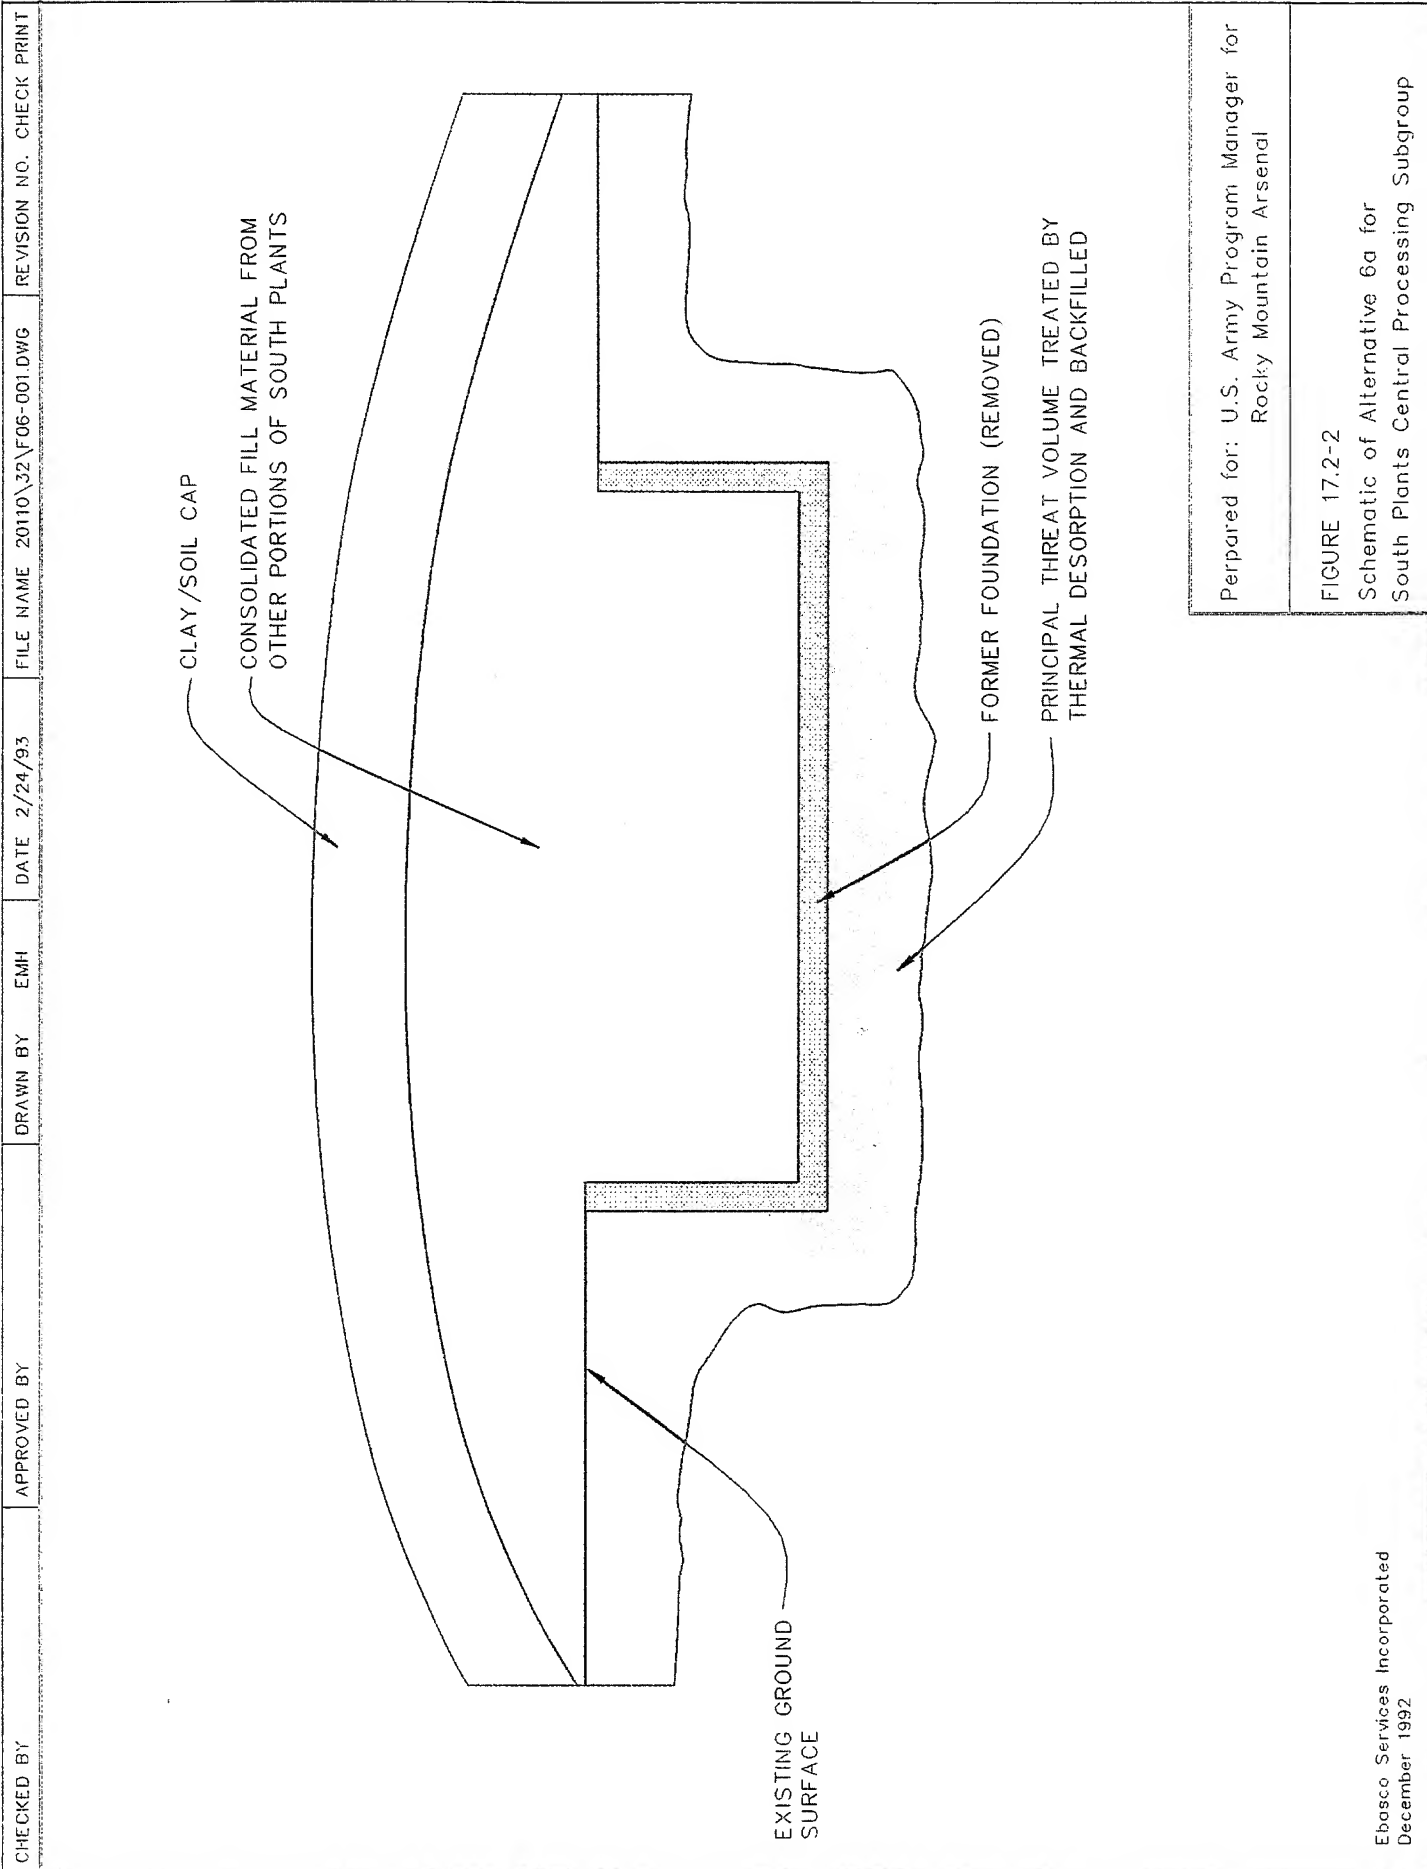 CHECKED BY
APPROVED BY
DRAWN BY EMH
DATE 2/24/93
FILE NAME 20110\32\F06-001.DWG
REVISION NO. CHECK PRINT
CLAY/SOIL CAP
CONSOLIDATED FILL MATERIAL FROM
OTHER PORTIONS OF SOUTH PLANTS
EXISTING GROUND
SURFACE
FORMER FOUNDATION (REMOVED)
PRINCIPAL THREAT VOLUME TREATED BY
THERMAL DESORPTION AND BACKFILLED
Perpared for: U.S. Army Program Manager for
Rocky Mountain Arsenal
FIGURE 17.2-2
Schematic of Alternative 6a for
South Plants Central Processing Subgroup
Ebasco Services Incorporated
December 1992